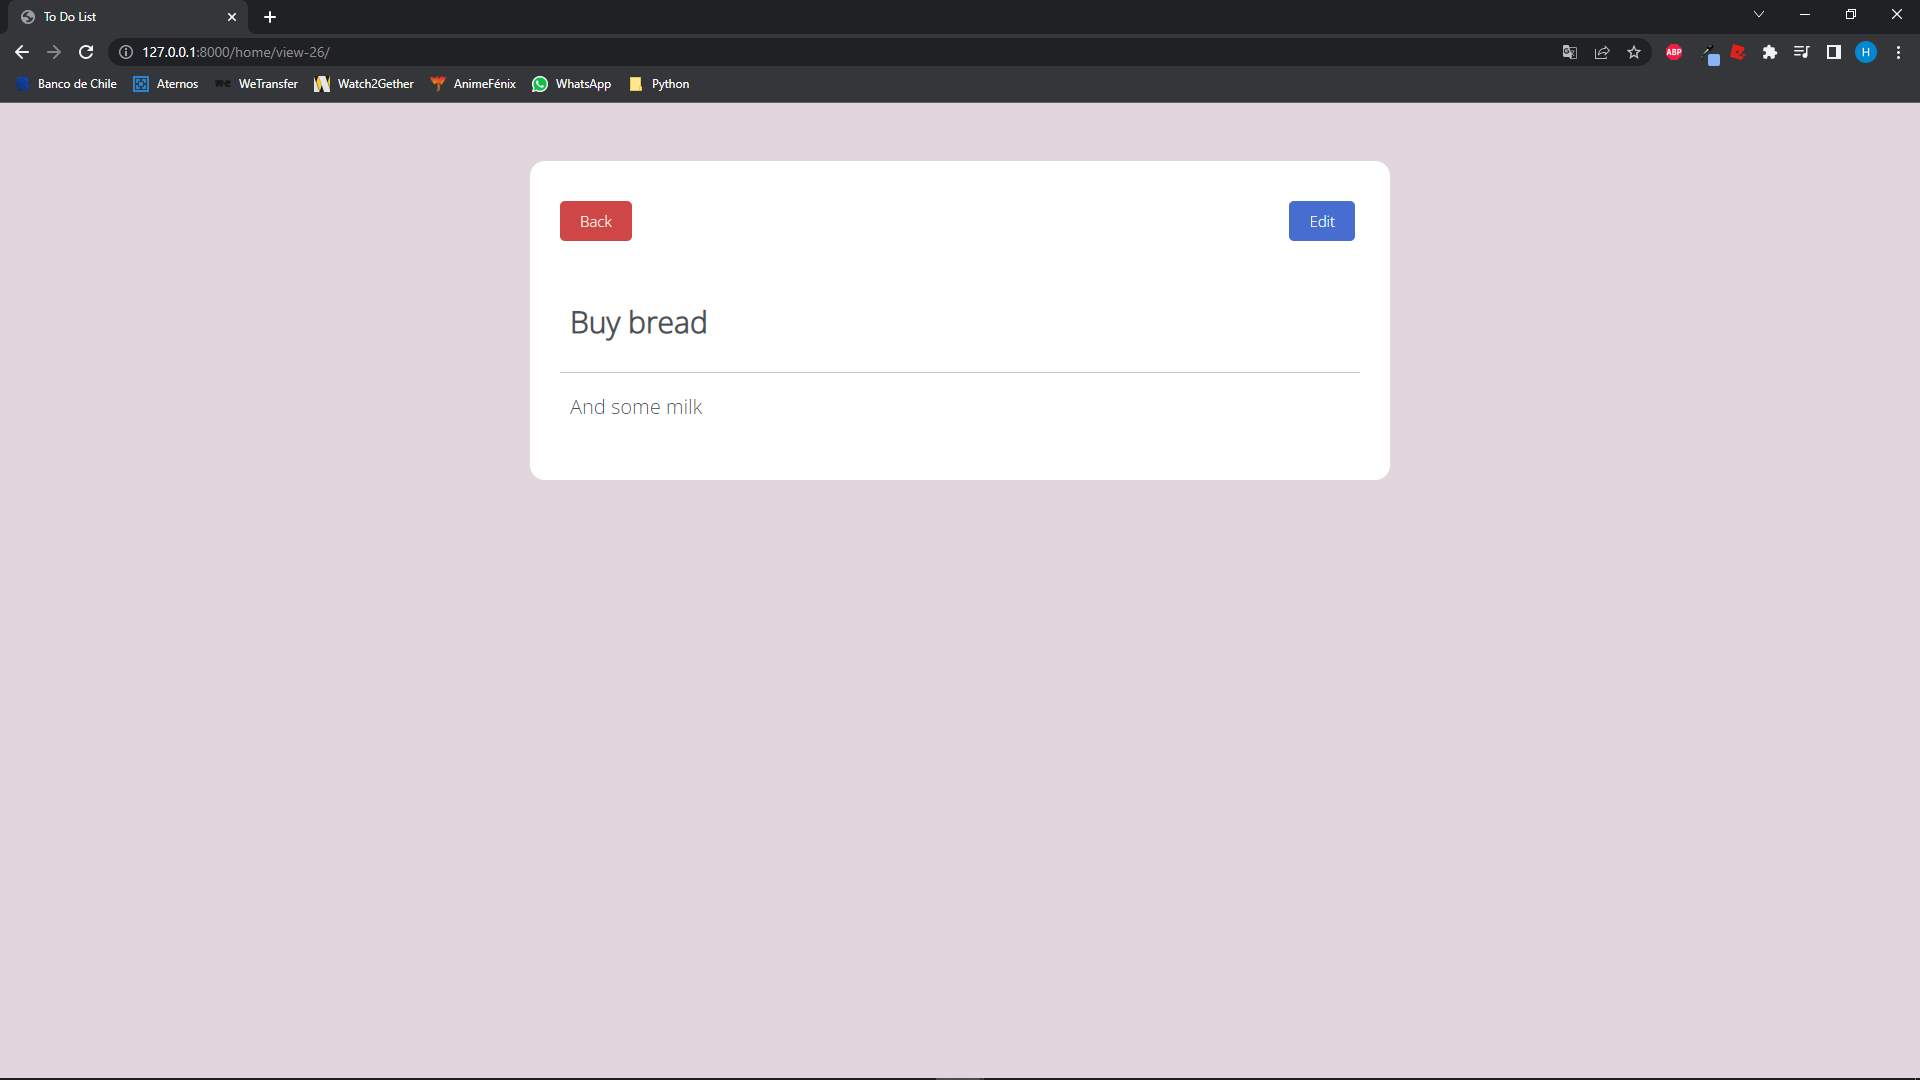 To Do List
127.0.0.1:8000/home/view-26/
ABP
H
Banco de Chile
Aternos
we WeTransfer
Watch2Gether
AnimeFénix
WhatsApp
Python
Back
Edit
Buy bread
And some milk